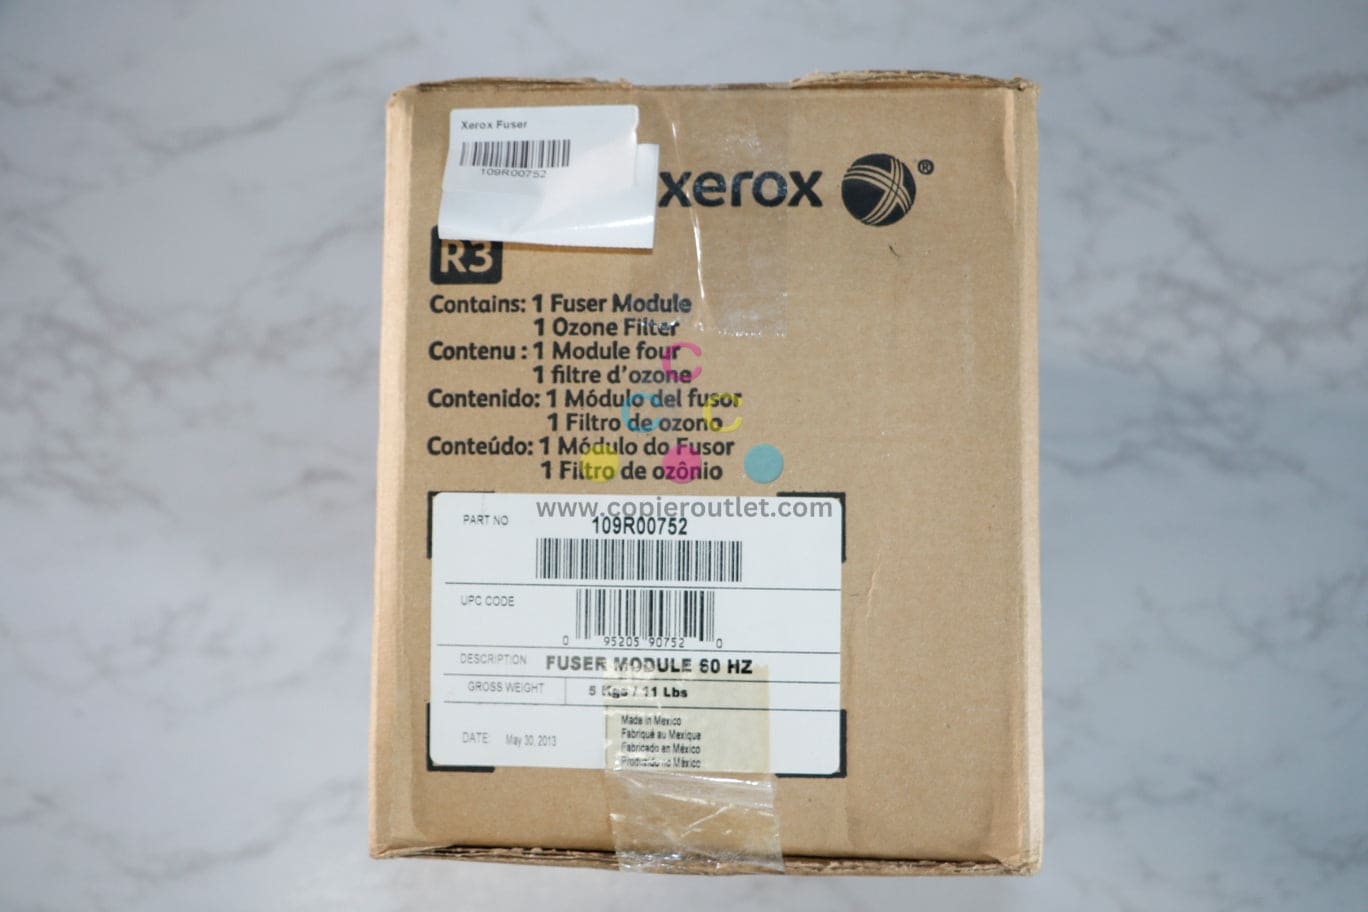 Xerox Fuser
109R00752
xerox ®
R3
Contains: 1 Fuser Module
1 Ozone Filter
Contenu : 1 Module four
1 filtre d'ozone
Contenido: 1 Módulo del fusor
1 Filtro de ozono
Conteúdo: 1 Módulo do Fusor
1 Filtro de ozônio
C
C C
www.copieroutlet.com
PART NO 109R00752
UPC CODE
0 95205 90752 0
DESCRIPTION FUSER MODULE 60 HZ
GROSS WEIGHT 5 Kgs / 11 Lbs
Made in Mexico
Fabriqué au Mexique
DATE: May 30, 2013
Fabricado en México
Produzido no México